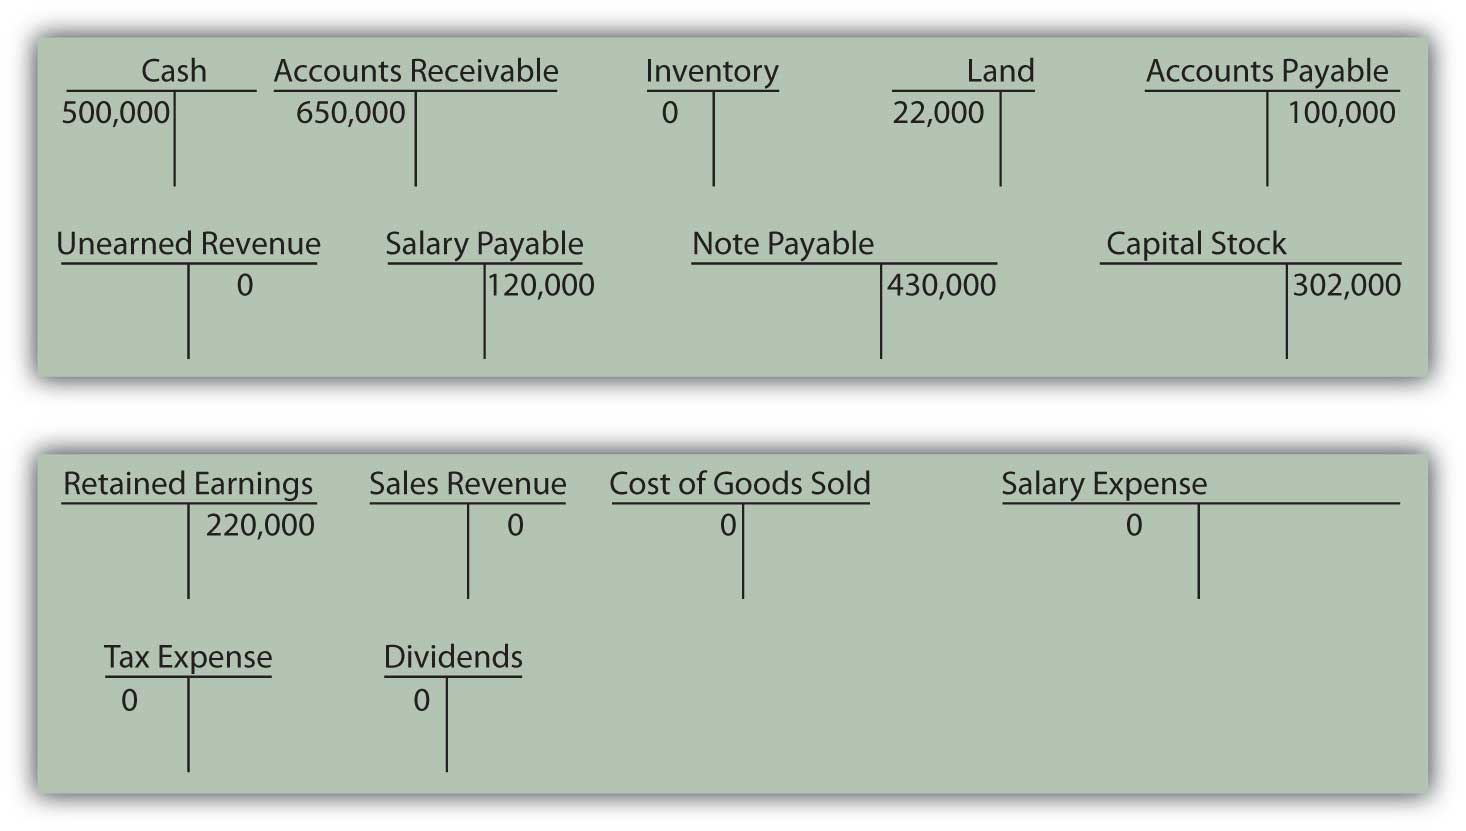 Cash Accounts Receivable Inventory Land Accounts Payable
500,000 650,000 0 22,000 100,000
Unearned Revenue Salary Payable Note Payable Capital Stock
0 120,000 430,000 302,000
Retained Earnings Sales Revenue Cost of Goods Sold Salary Expense
220,000 0 0 0
Tax Expense Dividends
0 0